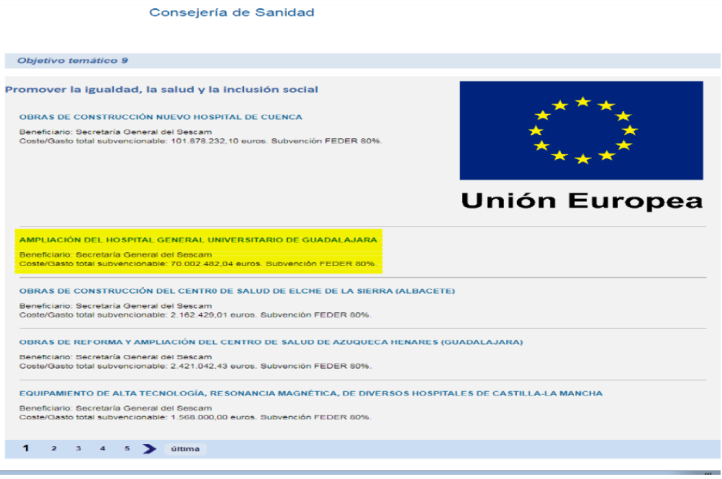 Consejería de Sanidad
Objetivo temático 9
Promover la igualdad, la salud y la inclusión social
OBRAS DE CONSTRUCCIÓN NUEVO HOSPITAL DE CUENCA
Beneficiario: Secretaría General del Sescam
Coste/Gasto total subvencionable: 101.878.232,10 euros. Subvención FEDER 80%.
Unión Europea
AMPLIACIÓN DEL HOSPITAL GENERAL UNIVERSITARIO DE GUADALAJARA
Beneficiario: Secretaría General del Sescam
Coste/Gasto total subvencionable: 70.002.482,04 euros. Subvención FEDER 80%.
OBRAS DE CONSTRUCCIÓN DEL CENTR0 DE SALUD DE ELCHE DE LA SIERRA (ALBACETE)
Beneficiario: Secretaría General del Sescam
Coste/Gasto total subvencionable: 2.162.429,01 euros. Subvención FEDER 80%.
OBRAS DE REFORMA Y AMPLIACIÓN DEL CENTRO DE SALUD DE AZUQUECA HENARES (GUADALAJARA)
Beneficiario: Secretaría General del Sescam
Coste/Gasto total subvencionable: 2.421.042,43 euros. Subvención FEDER 80%.
EQUIPAMIENTO DE ALTA TECNOLOGÍA, RESONANCIA MAGNÉTICA, DE DIVERSOS HOSPITALES DE CASTILLA-LA MANCHA
Beneficiario: Secretaría General del Sescam
Coste/Gasto total subvencionable: 1.568.000,00 euros. Subvención FEDER 80%.
1 2 3 4 5 última